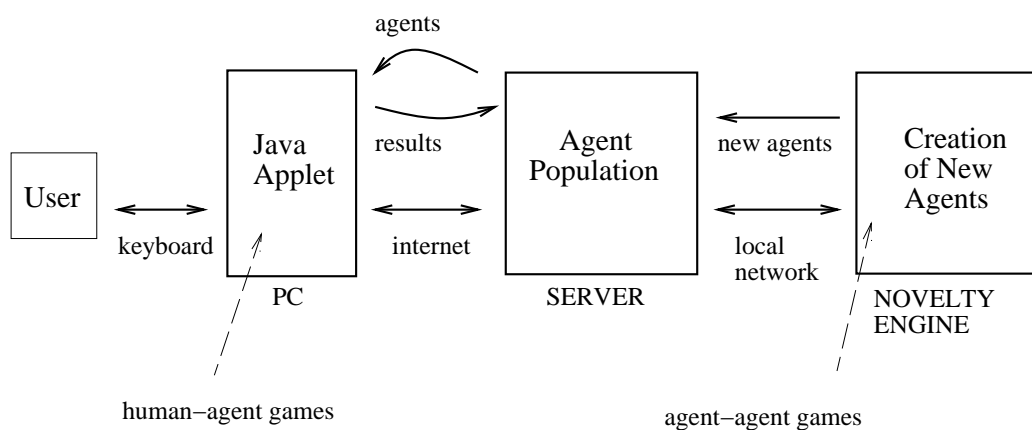 agents
Java
Applet
results
Agent
Population
new agents
Creation
of New
Agents
User
keyboard
internet
local
network
PC
SERVER
NOVELTY
ENGINE
human−agent games
agent−agent games